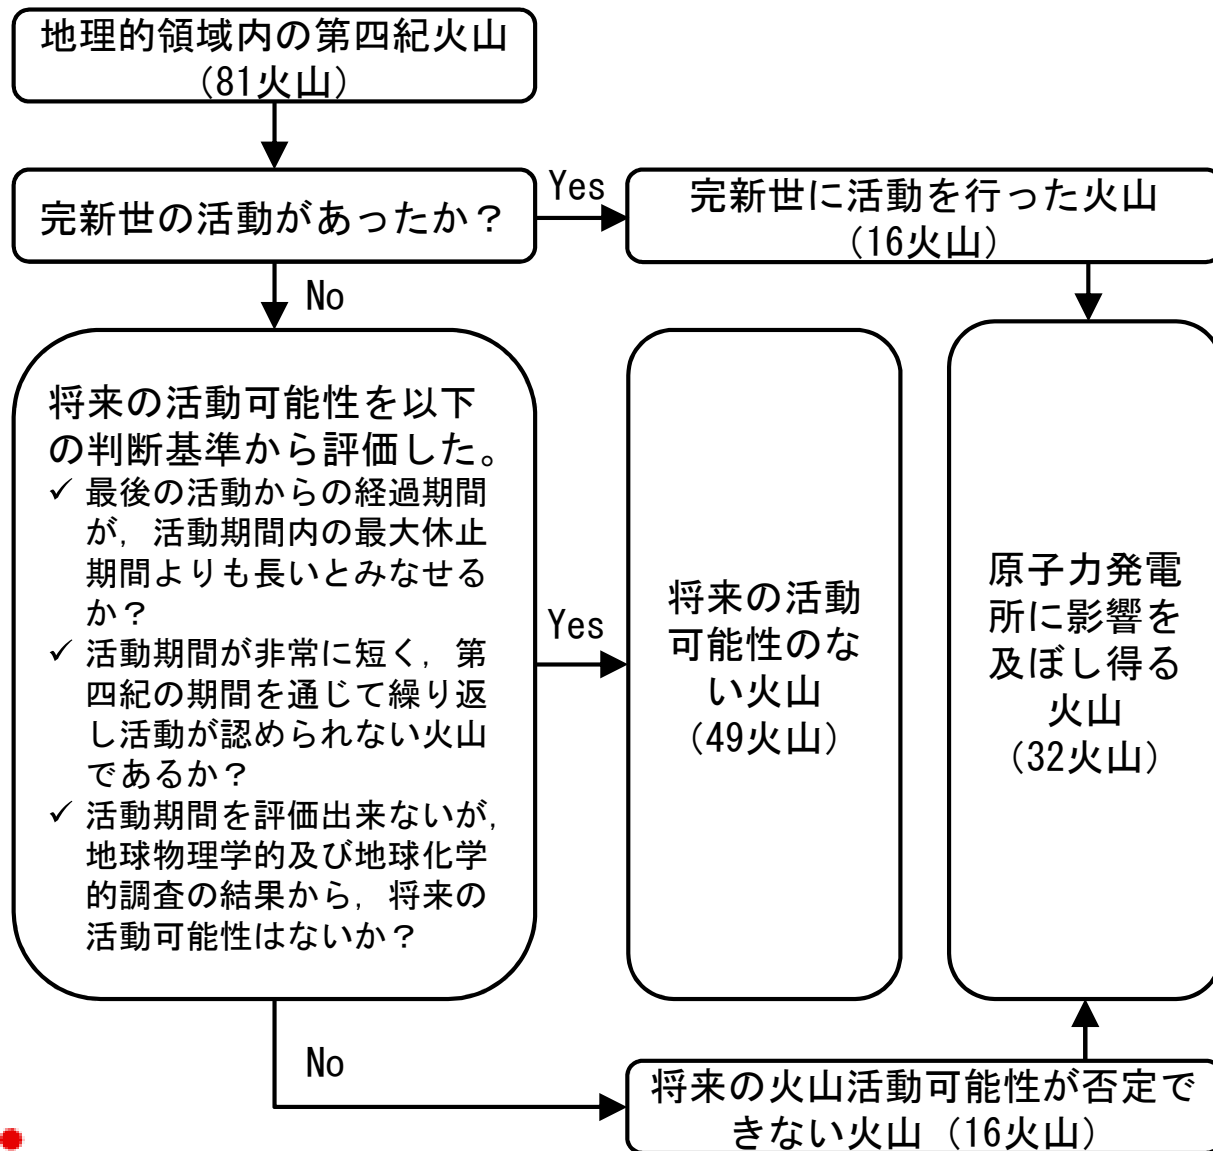 地理的領域内の第四紀火山
（81火山）
完新世の活動があったか？
Yes
完新世に活動を行った火山
（16火山）
No
将来の活動可能性を以下
の判断基準から評価した。
✓ 最後の活動からの経過期間
が，活動期間内の最大休止
期間よりも長いとみなせる
か？
✓ 活動期間が非常に短く，第
四紀の期間を通じて繰り返
し活動が認められない火山
であるか？
✓ 活動期間を評価出来ないが，
地球物理学的及び地球化学
的調査の結果から，将来の
活動可能性はないか？
Yes
将来の活動
可能性のな
い火山
（49火山）
原子力発電
所に影響を
及ぼし得る
火山
（32火山）
No
将来の火山活動可能性が否定で
きない火山（16火山）